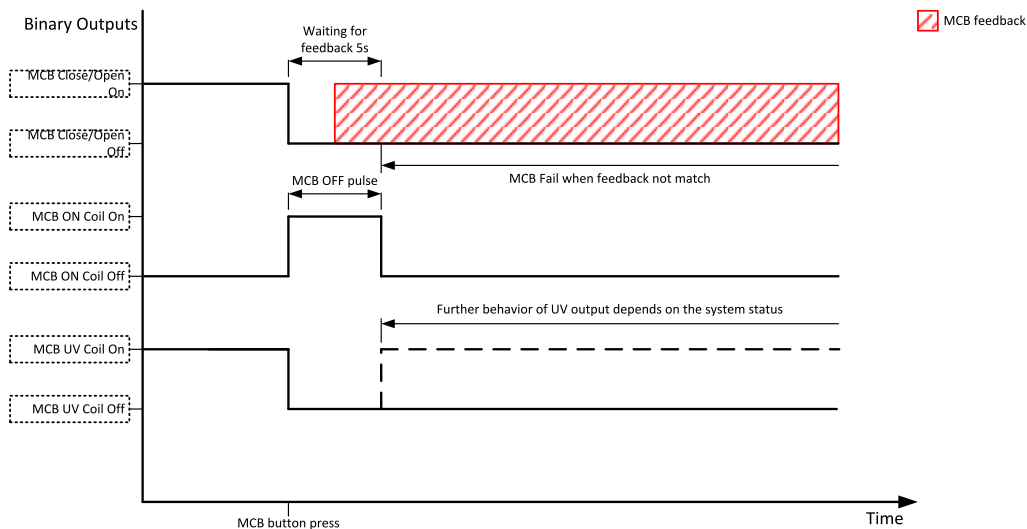 Binary Outputs
MCB feedback
Waiting for
feedback 5s
MCB Close/Open
On
MCB Close/Open
Off
MCB Fail when feedback not match
MCB OFF pulse
MCB ON Coil On
MCB ON Coil Off
Further behavior of UV output depends on the system status
MCB UV Coil On
MCB UV Coil Off
Time
MCB button press